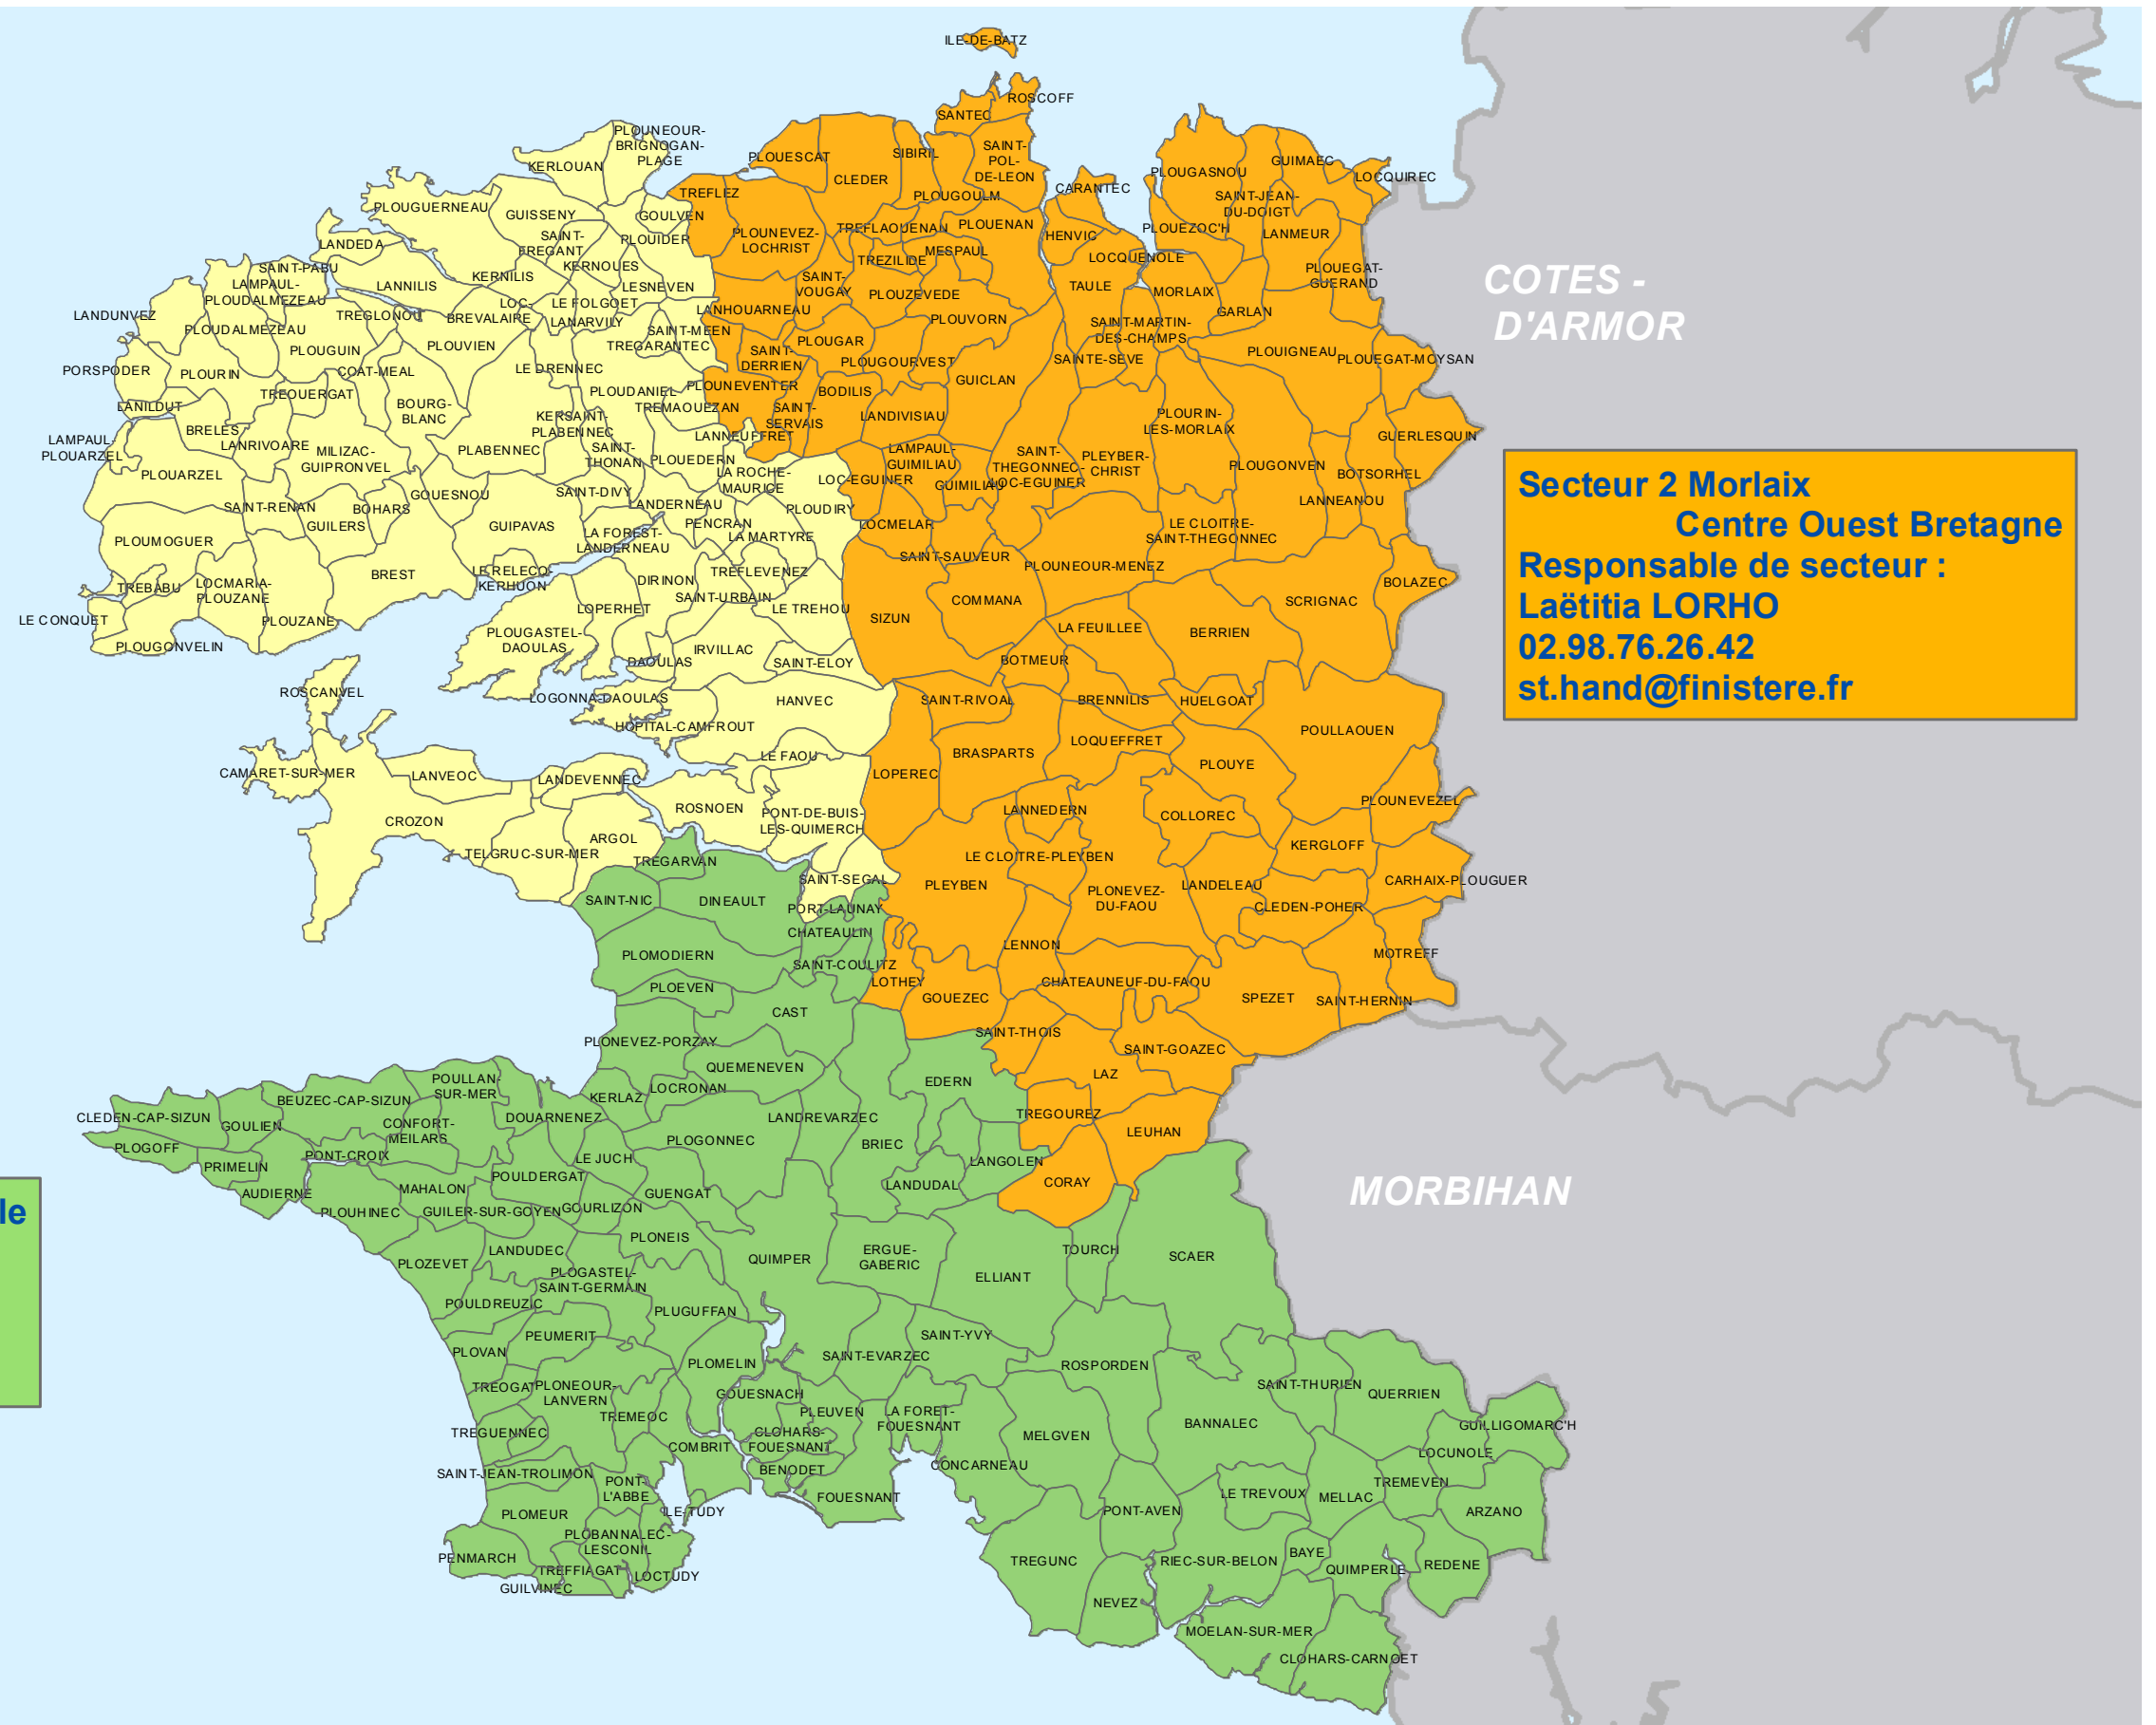 ILE-DE-BATZ
ROSCOFF
SANTEC
PLOUNEOUR-
BRIGNOGAN-
PLAGE
KERLOUAN
PLOUESCAT
SIBIRIL
SAINT-
POL-
DE-LEON
CLEDER
PLOUGOULM
CARANTEC
PLOUGASNOU
GUIMAEC
LOCQUIREC
SAINT-JEAN-
DU-DOIGT
TREFLEZ
PLOUGUERNEAU
GUISSENY
GOULVEN
SAINT-
FREGANT
PLOUIDER
PLOUNEVEZ-
LOCHRIST
TREFLAOUENAN
PLOUENAN
HENVIC
PLOUEZOC'H
LANMEUR
LANDEDA
SAINT-PABU
LAMPAUL-
PLOUDALMEZEAU
LANNILIS
KERNILIS
KERNOUES
LESNEVEN
TREZILIDE
MESPAUL
LOCQUENOLE
PLOUEGAT-
GUERAND
COTES -
D'ARMOR
SAINT-
VOUGAY
PLOUZEVEDE
TAULE
MORLAIX
GARLAN
LANDUNVEZ
PLOUDALMEZEAU
TREGLONOU
LOC-
BREVALAIRE
LE FOLGOET
LANARVILY
SAINT-MEEN
TREGARANTEC
LANHOUARNEAU
PLOUVORN
SAINT-MARTIN-
DES-CHAMPS
PLOUGUIN
PLOUVIEN
PLOUGAR
SAINT-
DERRIEN
PLOUGOURVEST
SAINTE-SEVE
PLOUIGNEAU
PLOUEGAT-MOYSAN
PORSPODER
PLOURIN
COAT-MEAL
LE DRENNEC
PLOUDANIEL
PLOUNEVENTER
BODILIS
GUICLAN
LANILDUT
TREOUERGAT
BOURG-
BLANC
KERSAINT-
PLABENNEC
TREMAOUEZAN
SAINT-
SERVAIS
LANDIVISIAU
PLOURIN-
LES-MORLAIX
LAMPAUL-
PLOUARZEL
BRELES
LANRIVOARE
MILIZAC-
GUIPRONVEL
PLABENNEC
SAINT-
THONAN
LANNEUFFRET
PLOUEDERN
LAMPAUL-
GUIMILIAU
SAINT-
THEGONNEC-
LOC-EGUINER
PLEYBER-
CHRIST
GUERLESQUIN
PLOUARZEL
LA ROCHE-
MAURICE
LOC-EGUINER
GUIMILIAU
PLOUGONVEN
BOTSORHEL
LANNEANOU
SAINT-RENAN
GUILERS
BOHARS
GOUESNOU
GUIPAVAS
SAINT-DIVY
LANDERNEAU
PLOUDIRY
LOCMELAR
LE CLOITRE-
SAINT-THEGONNEC
PLOUMOGUER
LA FOREST-
LANDERNEAU
PENCRAN
LA MARTYRE
SAINT-SAUVEUR
PLOUNEOUR-MENEZ
Secteur 2 Morlaix
Centre Ouest Bretagne
Responsable de secteur :
Laëtitia LORHO
02.98.76.26.42
st.hand@finistere.fr
TREBABU
LOCMARIA-
PLOUZANE
BREST
LE RELECQ-
KERHUON
DIRINON
TREFLEVENEZ
SAINT-URBAIN
BOLAZEC
SCRIGNAC
COMMANA
LE CONQUET
PLOUZANE
PLOUGONVELIN
LOPERHET
LE TREHOU
SIZUN
LA FEUILLEE
BERRIEN
PLOUGASTEL-
DAOULAS
DAOULAS
IRVILLAC
SAINT-ELOY
BOTMEUR
ROSCANVEL
LOGONNA-DAOULAS
HANVEC
SAINT-RIVOAL
BRENNILIS
HUELGOAT
HOPITAL-CAMFROUT
POULLAOUEN
LE FAOU
BRASPARTS
LOQUEFFRET
PLOUYE
CAMARET-SUR-MER
LANVEOC
LANDEVENNEC
LOPEREC
CROZON
ROSNOEN
PONT-DE-BUIS-
LES-QUIMERCH
LANNEDERN
COLLOREC
PLOUNEVEZEL
ARGOL
TELGRUC-SUR-MER
TREGARVAN
LE CLOITRE-PLEYBEN
KERGLOFF
SAINT-NIC
DINEAULT
SAINT-SEGAL
PLEYBEN
PLONEVEZ-
DU-FAOU
LANDELEAU
CARHAIX-PLOUGUER
PORT-LAUNAY
CLEDEN-POHER
CHATEAULIN
PLOMODIERN
LENNON
MOTREFF
SAINT-COULITZ
LOTHEY
PLOEVEN
GOUEZEC
CHATEAUNEUF-DU-FAOU
SPEZET
SAINT-HERNIN
CAST
SAINT-THOIS
PLONEVEZ-PORZAY
SAINT-GOAZEC
QUEMENEVEN
LAZ
POULLAN-
SUR-MER
LOCRONAN
KERLAZ
EDERN
BEUZEC-CAP-SIZUN
CLEDEN-CAP-SIZUN
GOULIEN
CONFORT-
MEILARS
DOUARNENEZ
LANDREVARZEC
TREGOUREZ
PLOGONNEC
BRIEC
LEUHAN
PLOGOFF
PRIMELIN
PONT-CROIX
LE JUCH
LANGOLEN
AUDIERNE
MAHALON
POULDERGAT
GUENGAT
LANDUDAL
CORAY
MORBIHAN
le
PLOUHINEC
GUILER-SUR-GOYEN
GOURLIZON
PLOZEVET
LANDUDEC
PLONEIS
QUIMPER
ERGUE-
GABERIC
TOURCH
SCAER
PLOGASTEL-
SAINT-GERMAIN
ELLIANT
POULDREUZIC
PLUGUFFAN
PEUMERIT
SAINT-YVY
PLOVAN
PLOMELIN
SAINT-EVARZEC
ROSPORDEN
TREOGAT
PLONEOUR-
LANVERN
GOUESNACH
SAINT-THURIEN
QUERRIEN
TREMEOC
PLEUVEN
LA FORET-
FOUESNANT
BANNALEC
GUILLIGOMARC'H
TREGUENNEC
COMBRIT
CLOHARS-
FOUESNANT
MELGVEN
LOCUNOLE
SAINT-JEAN-TROLIMON
BENODET
CONCARNEAU
TREMEVEN
PONT-
L'ABBE
FOUESNANT
LE TREVOUX
MELLAC
PLOMEUR
ILE-TUDY
PONT-AVEN
ARZANO
PLOBANNALEC-
LESCONIL
PENMARCH
TREFFIAGAT
LOCTUDY
GUILVINEC
TREGUNC
RIEC-SUR-BELON
BAYE
QUIMPERLE
REDENE
NEVEZ
MOELAN-SUR-MER
CLOHARS-CARNOET